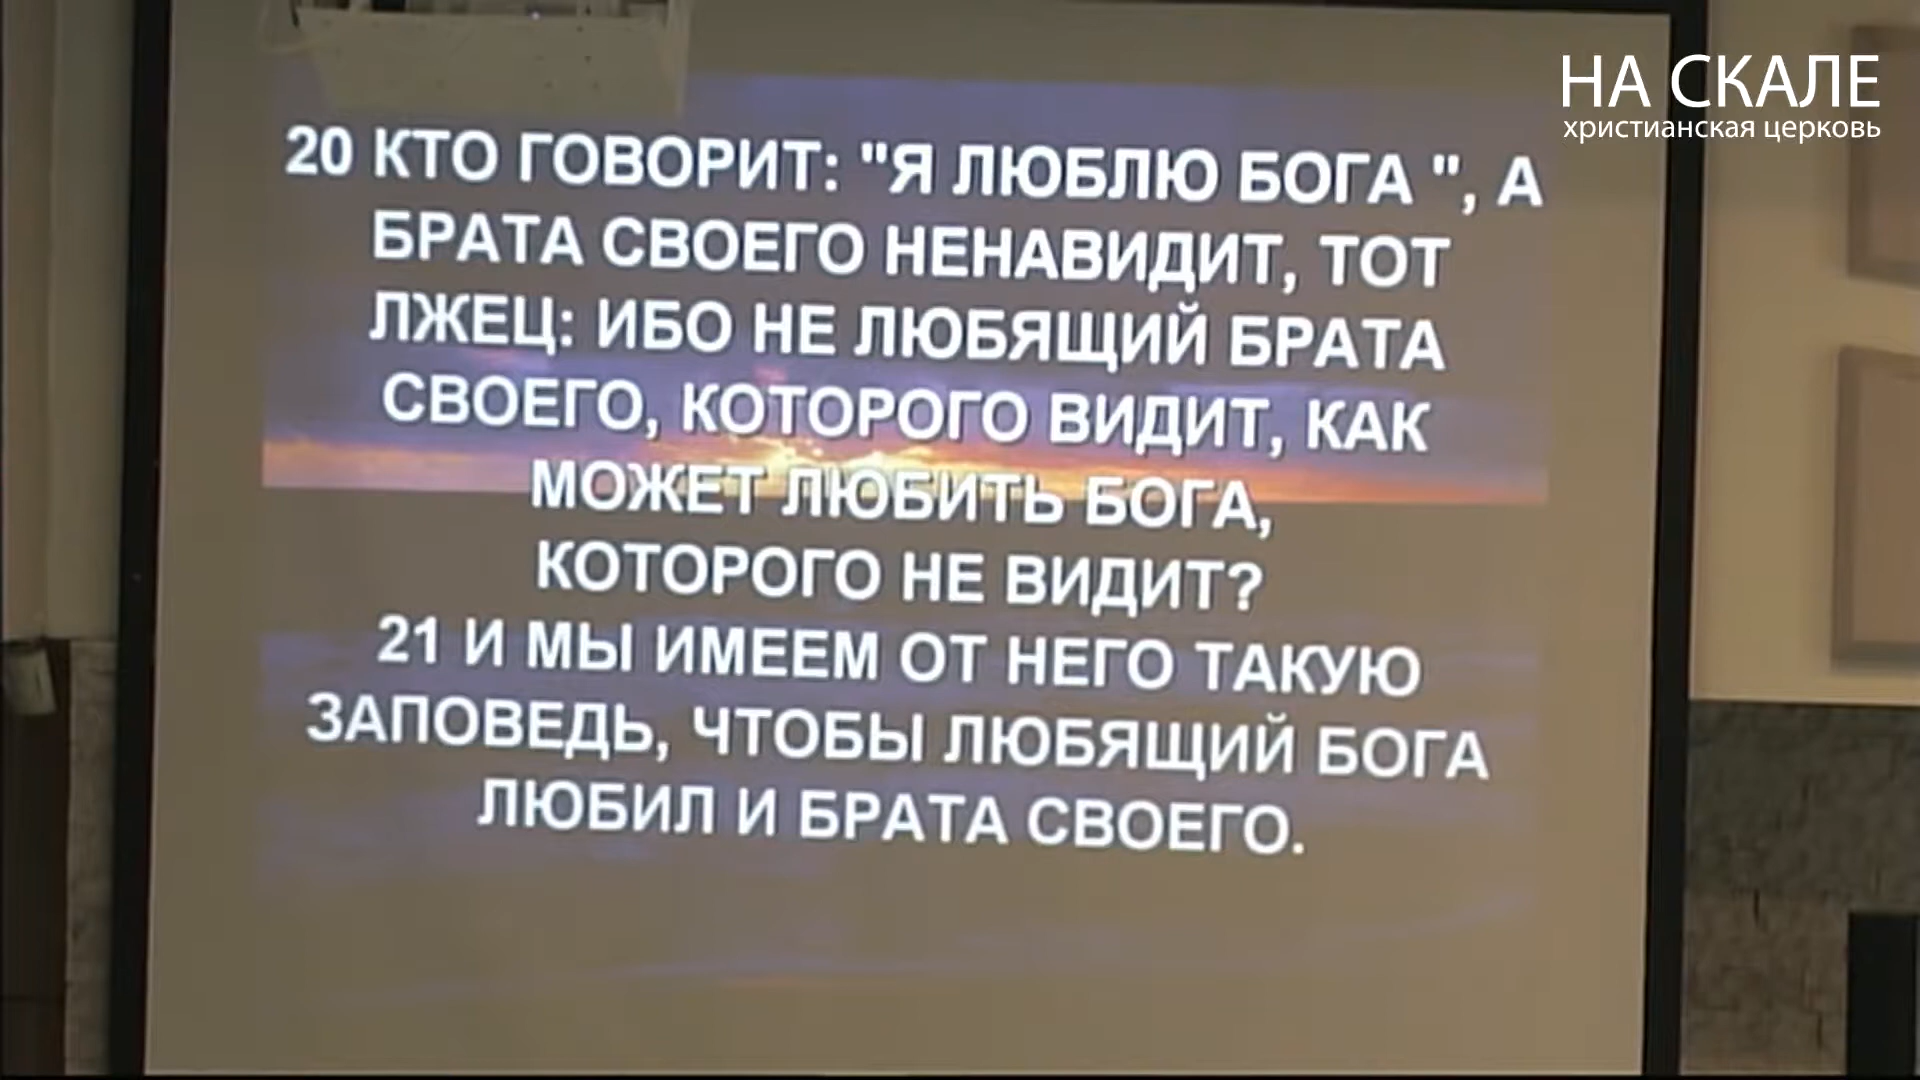 НА СКАЛЕ
христианская церковь
20 КТО ГОВОРИТ: "Я ЛЮБЛЮ БОГА ", А
БРАТА СВОЕГО НЕНАВИДИТ, ТОТ
ЛЖЕЦ: ИБО НЕ ЛЮБЯЩИЙ БРАТА
СВОЕГО, КОТОРОГО ВИДИТ, КАК
МОЖЕТ ЛЮБИТЬ БОГА,
КОТОРОГО НЕ ВИДИТ?
21 И МЫ ИМЕЕМ ОТ НЕГО ТАКУЮ
ЗАПОВЕДЬ, ЧТОБЫ ЛЮБЯЩИЙ БОГА
ЛЮБИЛ И БРАТА СВОЕГО.